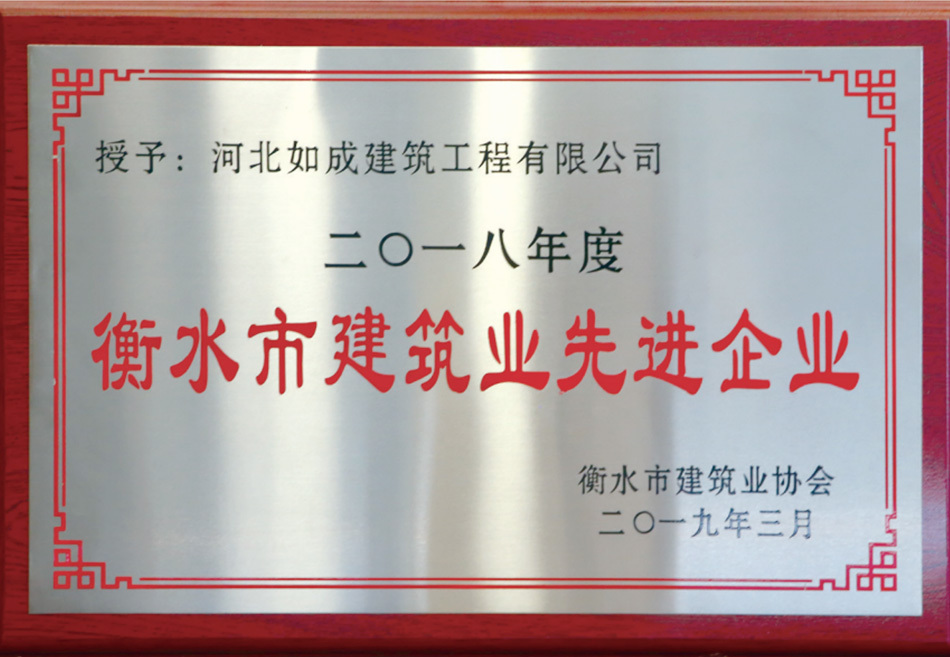 授予：河北如成建筑工程有限公司
二〇一八年度
衡水市建筑业先进企业
衡水市建筑业协会
二〇一九年三月